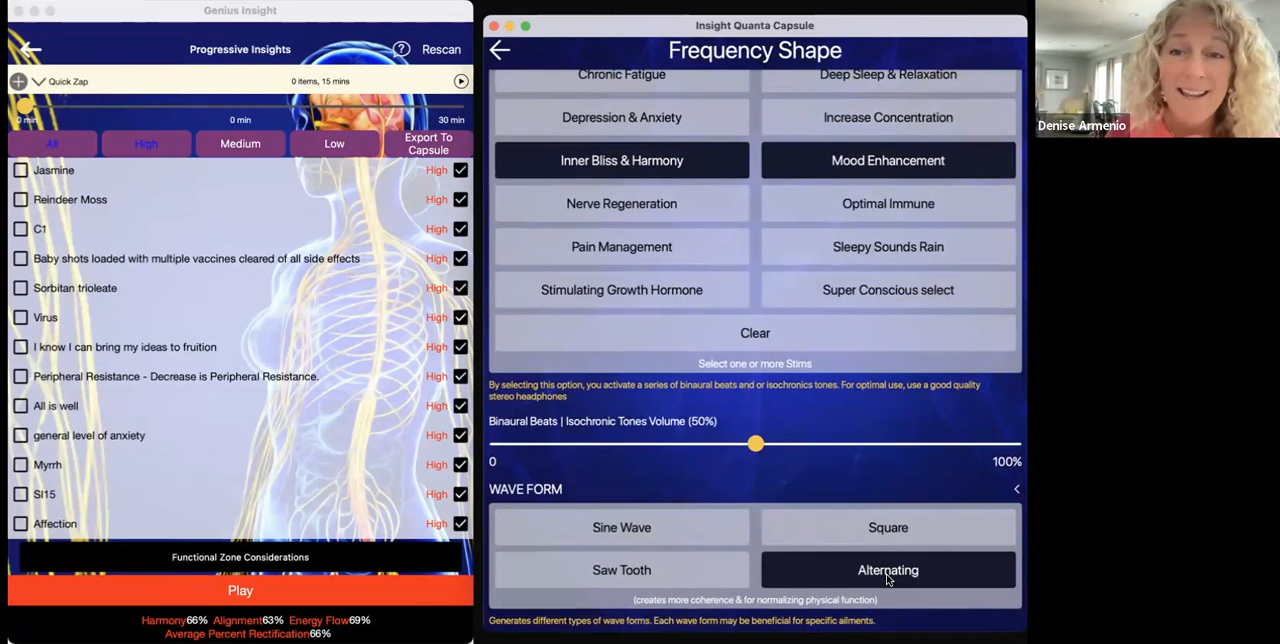 Genius Insight
Progressive Insights
? Rescan
Quick Zap
0 items, 15 mins
0 min
0 min
30 min
All
High
Medium
Low
Export To
Capsule
Jasmine High
Reindeer Moss High
C1 High
Baby shots loaded with multiple vaccines cleared of all side effects High
Sorbitan trioleate High
Virus High
I know I can bring my ideas to fruition High
Peripheral Resistance - Decrease is Peripheral Resistance. High
All is well High
general level of anxiety High
Myrrh High
SI15 High
Affection High
Functional Zone Considerations
Play
Harmony66% Alignment63% Energy Flow69%
Average Percent Rectification66%
Insight Quanta Capsule
Frequency Shape
Chronic Fatigue
Deep Sleep & Relaxation
Depression & Anxiety
Increase Concentration
Inner Bliss & Harmony
Mood Enhancement
Nerve Regeneration
Optimal Immune
Pain Management
Sleepy Sounds Rain
Stimulating Growth Hormone
Super Conscious select
Clear
Select one or more Stims
By selecting this option, you activate a series of binaural beats and or isochronics tones. For optimal use, use a good quality
stereo headphones
Binaural Beats | Isochronic Tones Volume (50%)
0
100%
WAVE FORM
Sine Wave
Square
Saw Tooth
Alternating
(creates more coherence & for normalizing physical function)
Generates different types of wave forms. Each wave form may be beneficial for specific ailments.
Denise Armenio